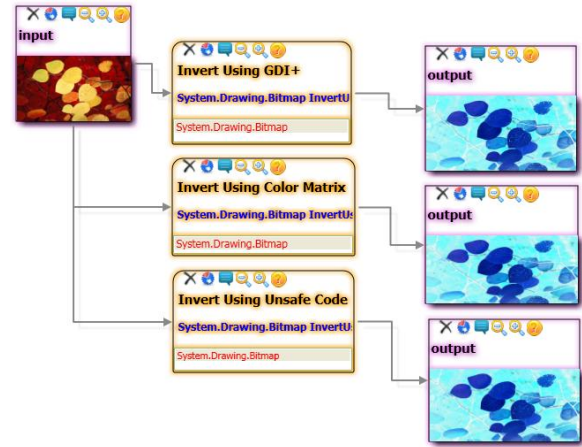 input
Invert Using GDI+
System.Drawing.Bitmap InvertU
System.Drawing.Bitmap
output
Invert Using Color Matrix
System.Drawing.Bitmap InvertUs
System.Drawing.Bitmap
output
Invert Using Unsafe Code
System.Drawing.Bitmap InvertU
System.Drawing.Bitmap
output